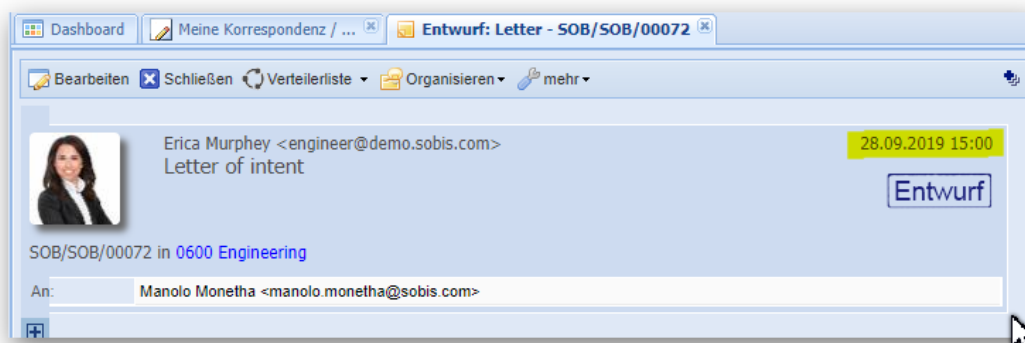 Dashboard Meine Korrespondenz / ... Entwurf: Letter - SOB/SOB/00072
Bearbeiten Schließen Verteilerliste Organisieren mehr
Erica Murphey <engineer@demo.sobis.com> 28.09.2019 15:00
Letter of intent
Entwurf
SOB/SOB/00072 in 0600 Engineering
An: Manolo Monetha <manolo.monetha@sobis.com>